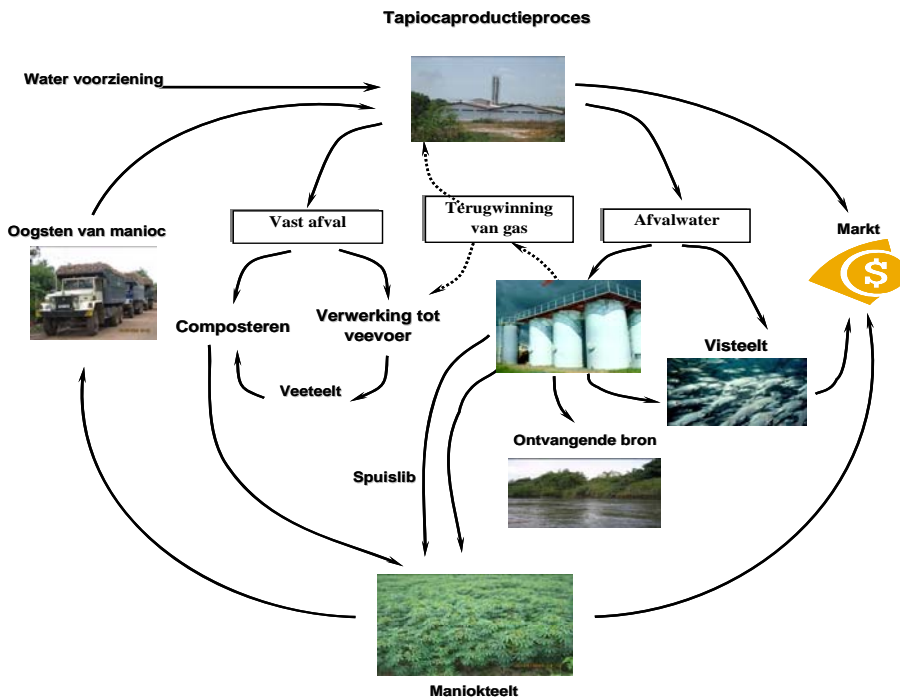 Tapiocaproductieproces
Water voorziening
Vast afval
Terugwinning
van gas
Afvalwater
Oogsten van manioc
Markt
$
Composteren
Verwerking tot
veevoer
Visteelt
Veeteelt
Ontvangende bron
Spuislib
Maniokteelt